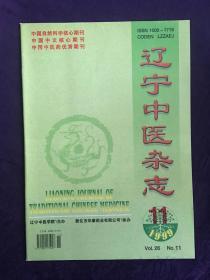 中国自然科学核心期刊
中国中文核心期刊
中国中医药优秀期刊
ISSN 1000-1719
CODEN LZZAEJ
辽宁中医杂志
LIAONING JOURNAL OF
TRADITIONAL CHINESE MEDICINE
11
1999
Vol. 26 No. 11
辽宁中医学院 主办